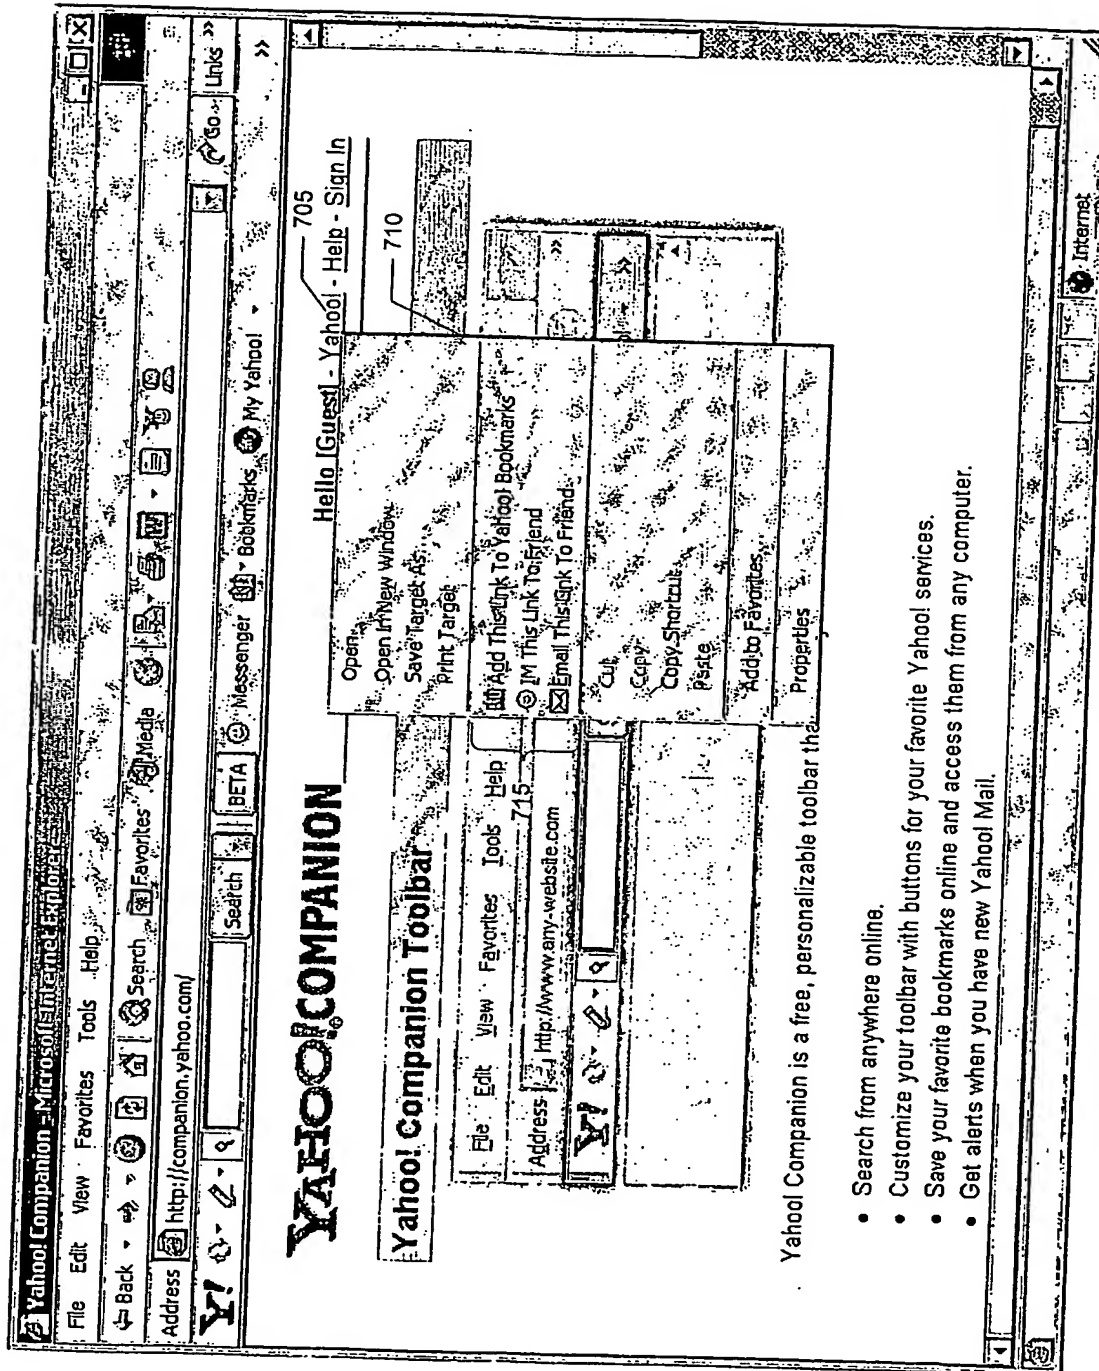 Yahoo! Companion - Microsoft Internet Explorer
File Edit View Favorites Tools Help
Back Search Favorites Media
Address http://companion.yahoo.com/ Go Links »
Y! Search BETA Messenger Bookmarks My Yahoo! »
YAHOO! COMPANION
Hello [Guest] - Yahoo! - Help - Sign In
705
710
Yahoo! Companion Toolbar
File Edit View Favorites Tools Help
715
Address http://www.any-website.com
Y!
»
»
Open
Open In New Window
Save Target As...
Print Target
Add This Link To Yahoo! Bookmarks
IM This Link To Friend
Email This Link To Friend
Cut
Copy
Copy Shortcut
Paste
Add to Favorites...
Properties
Yahoo! Companion is a free, personalizable toolbar tha
• Search from anywhere online.
• Customize your toolbar with buttons for your favorite Yahoo! services.
• Save your favorite bookmarks online and access them from any computer.
• Get alerts when you have new Yahoo! Mail.
Internet